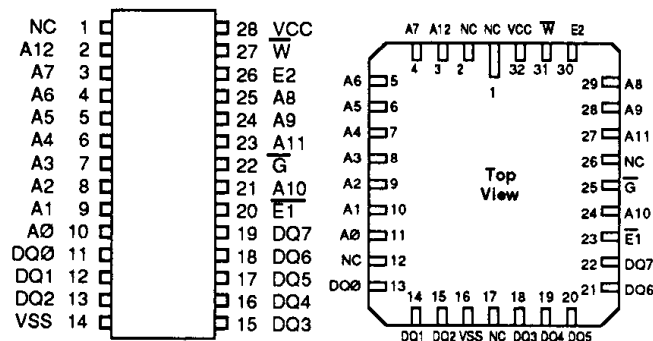 NC 1 28 VCC
A12 2 27 W̅
A7 3 26 E2
A6 4 25 A8
A5 5 24 A9
A4 6 23 A11
A3 7 22 G̅
A2 8 21 A10
A1 9 20 E̅1̅
AØ 10 19 DQ7
DQØ 11 18 DQ6
DQ1 12 17 DQ5
DQ2 13 16 DQ4
VSS 14 15 DQ3
A7 A12 NC NC VCC W̅ E2
4 3 2 1 32 31 30
A6 5 29 A8
A5 6 28 A9
A4 7 27 A11
A3 8 26 NC
Top
View
A2 9 25 G̅
A1 10 24 A10
AØ 11 23 E̅1̅
NC 12 22 DQ7
DQØ 13 21 DQ6
14 15 16 17 18 19 20
DQ1 DQ2 VSS NC DQ3 DQ4 DQ5